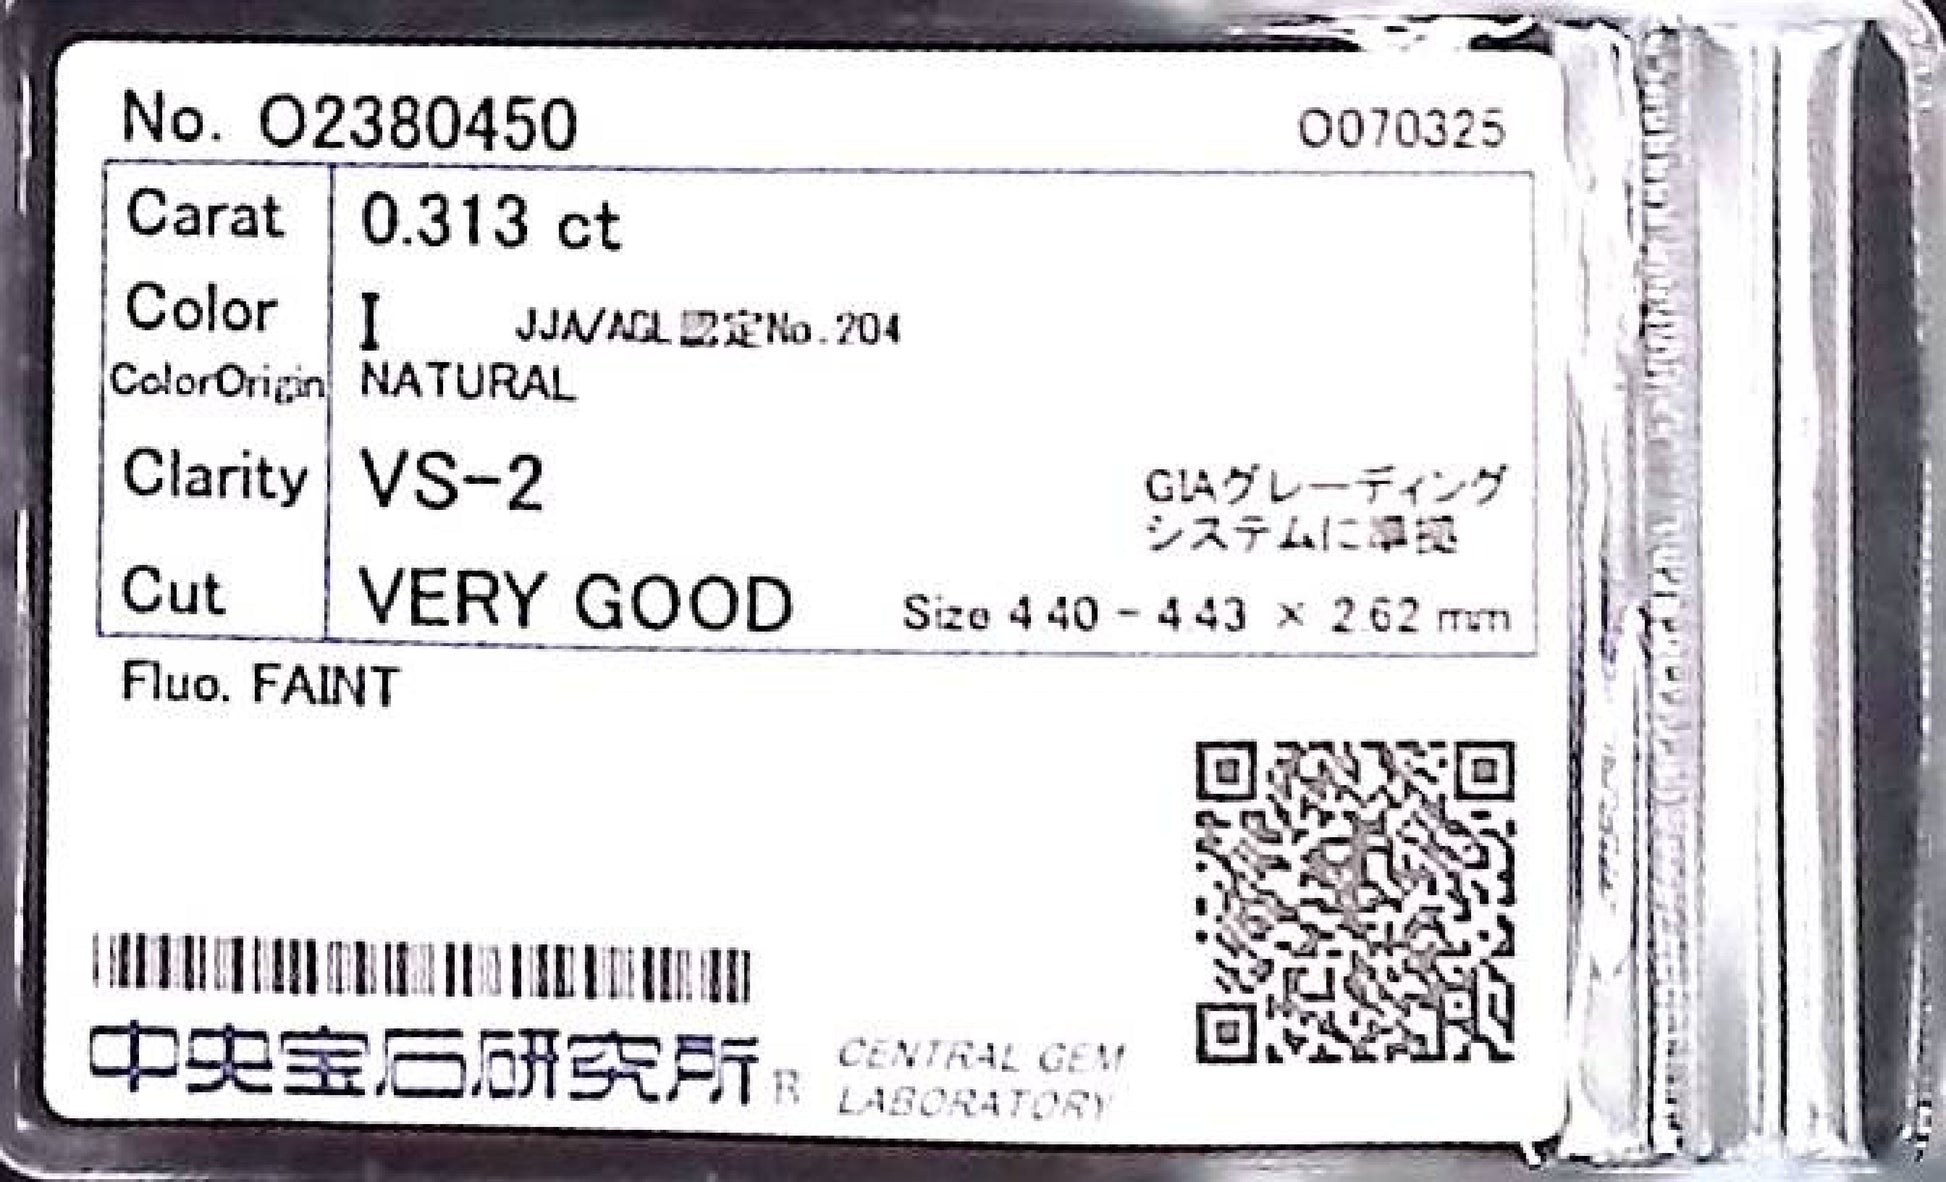 No. O2380450
O070325
Carat 0.313 ct
Color I JJA/AGL認定No.204
ColorOrigin NATURAL
Clarity VS-2
GIAグレーディング
システムに準拠
Cut VERY GOOD Size 4.40 - 4.43 × 2.62 mm
Fluo. FAINT
中央宝石研究所® CENTRAL GEM
LABORATORY